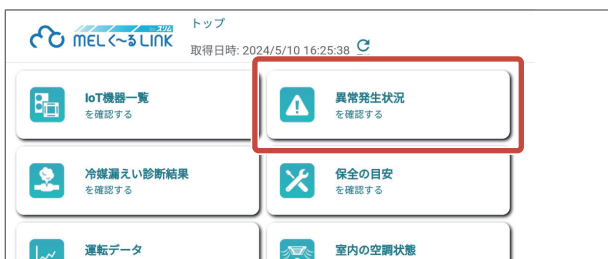 MELく~るLINK
トップ
取得日時: 2024/5/10 16:25:38
IoT機器一覧
を確認する
異常発生状況
を確認する
冷媒漏えい診断結果
を確認する
保全の目安
を確認する
運転データ
室内の空調状態